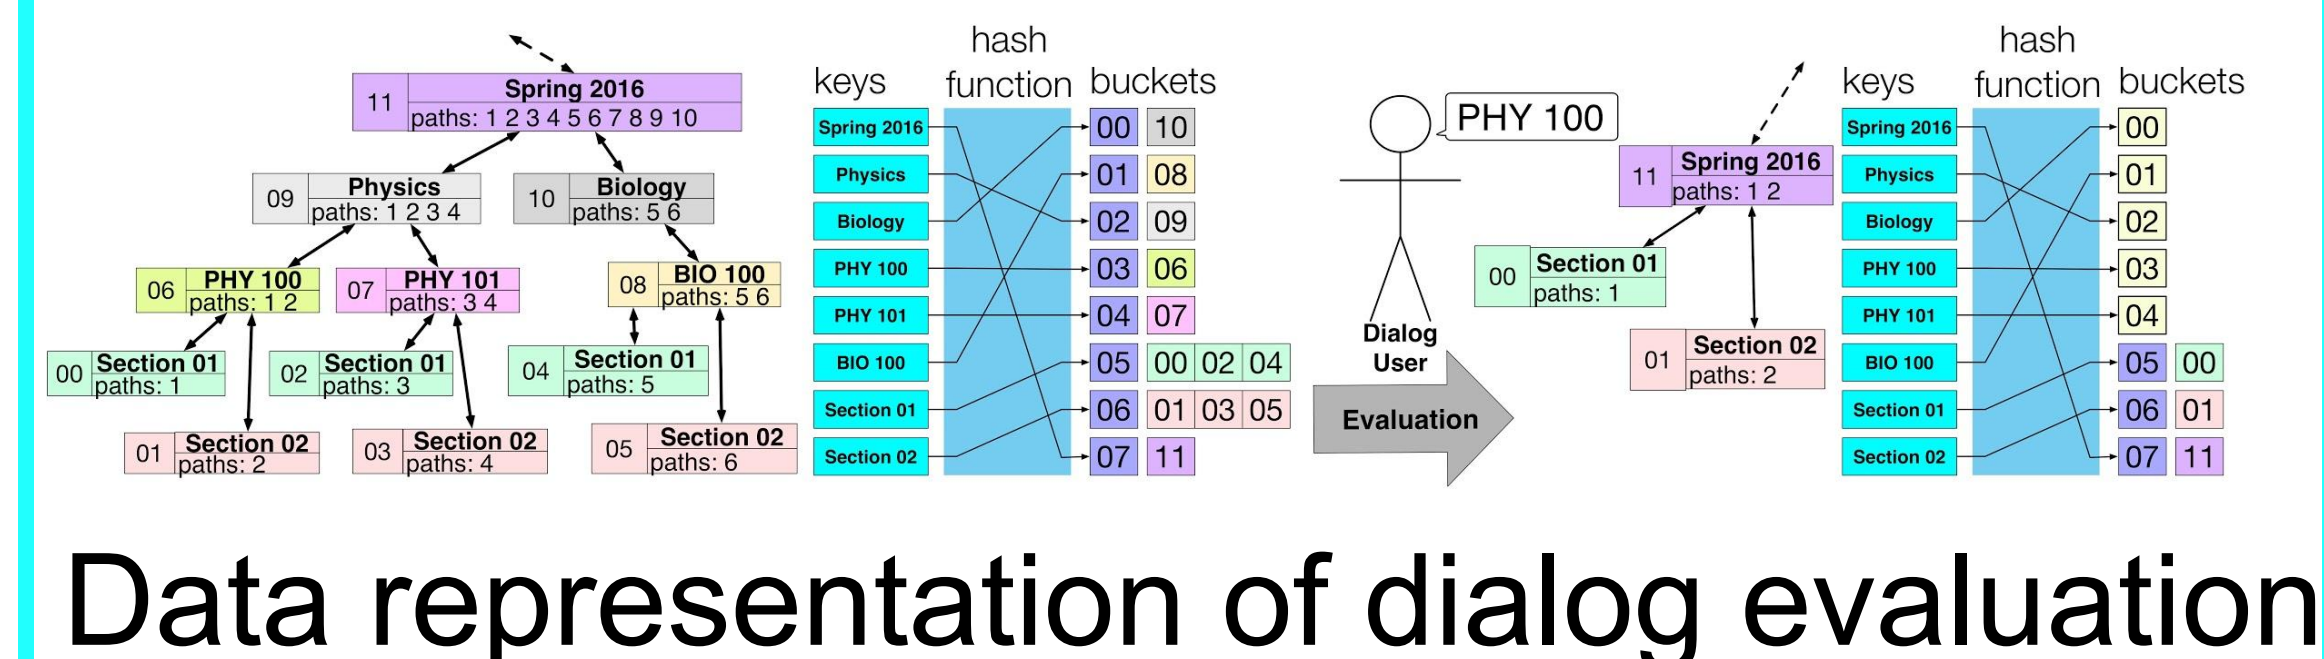 11 Spring 2016
paths: 1 2 3 4 5 6 7 8 9 10
09 Physics
paths: 1 2 3 4
10 Biology
paths: 5 6
06 PHY 100
paths: 1 2
07 PHY 101
paths: 3 4
08 BIO 100
paths: 5 6
00 Section 01
paths: 1
02 Section 01
paths: 3
04 Section 01
paths: 5
01 Section 02
paths: 2
03 Section 02
paths: 4
05 Section 02
paths: 6
keys hash function buckets
Spring 2016 00 10
Physics 01 08
Biology 02 09
PHY 100 03 06
PHY 101 04 07
BIO 100 05 00 02 04
Section 01 06 01 03 05
Section 02 07 11
PHY 100
Dialog
User
Evaluation
11 Spring 2016
paths: 1 2
00 Section 01
paths: 1
01 Section 02
paths: 2
keys hash function buckets
Spring 2016 00
Physics 01
Biology 02
PHY 100 03
PHY 101 04
BIO 100 05 00
Section 01 06 01
Section 02 07 11
Data representation of dialog evaluation